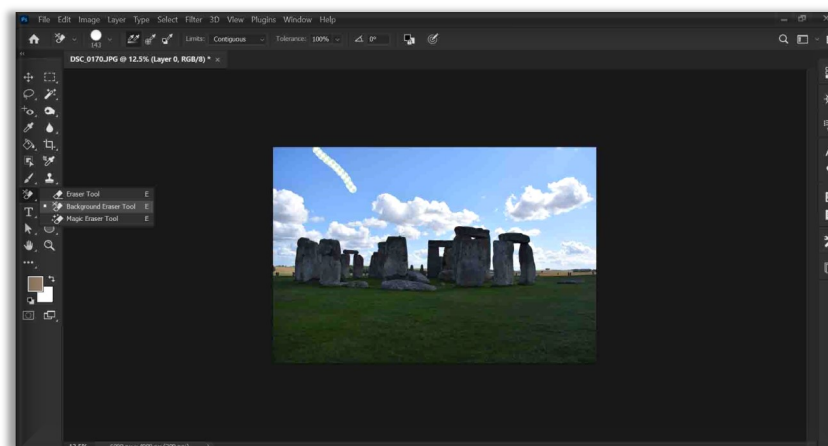 Ps File Edit Image Layer Type Select Filter 3D View Plugins Window Help
143 Limits: Contiguous Tolerance: 100% 0°
DSC_0170.JPG @ 12.5% (Layer 0, RGB/8) * ×
Eraser Tool E
Background Eraser Tool E
Magic Eraser Tool E
T
12.5%